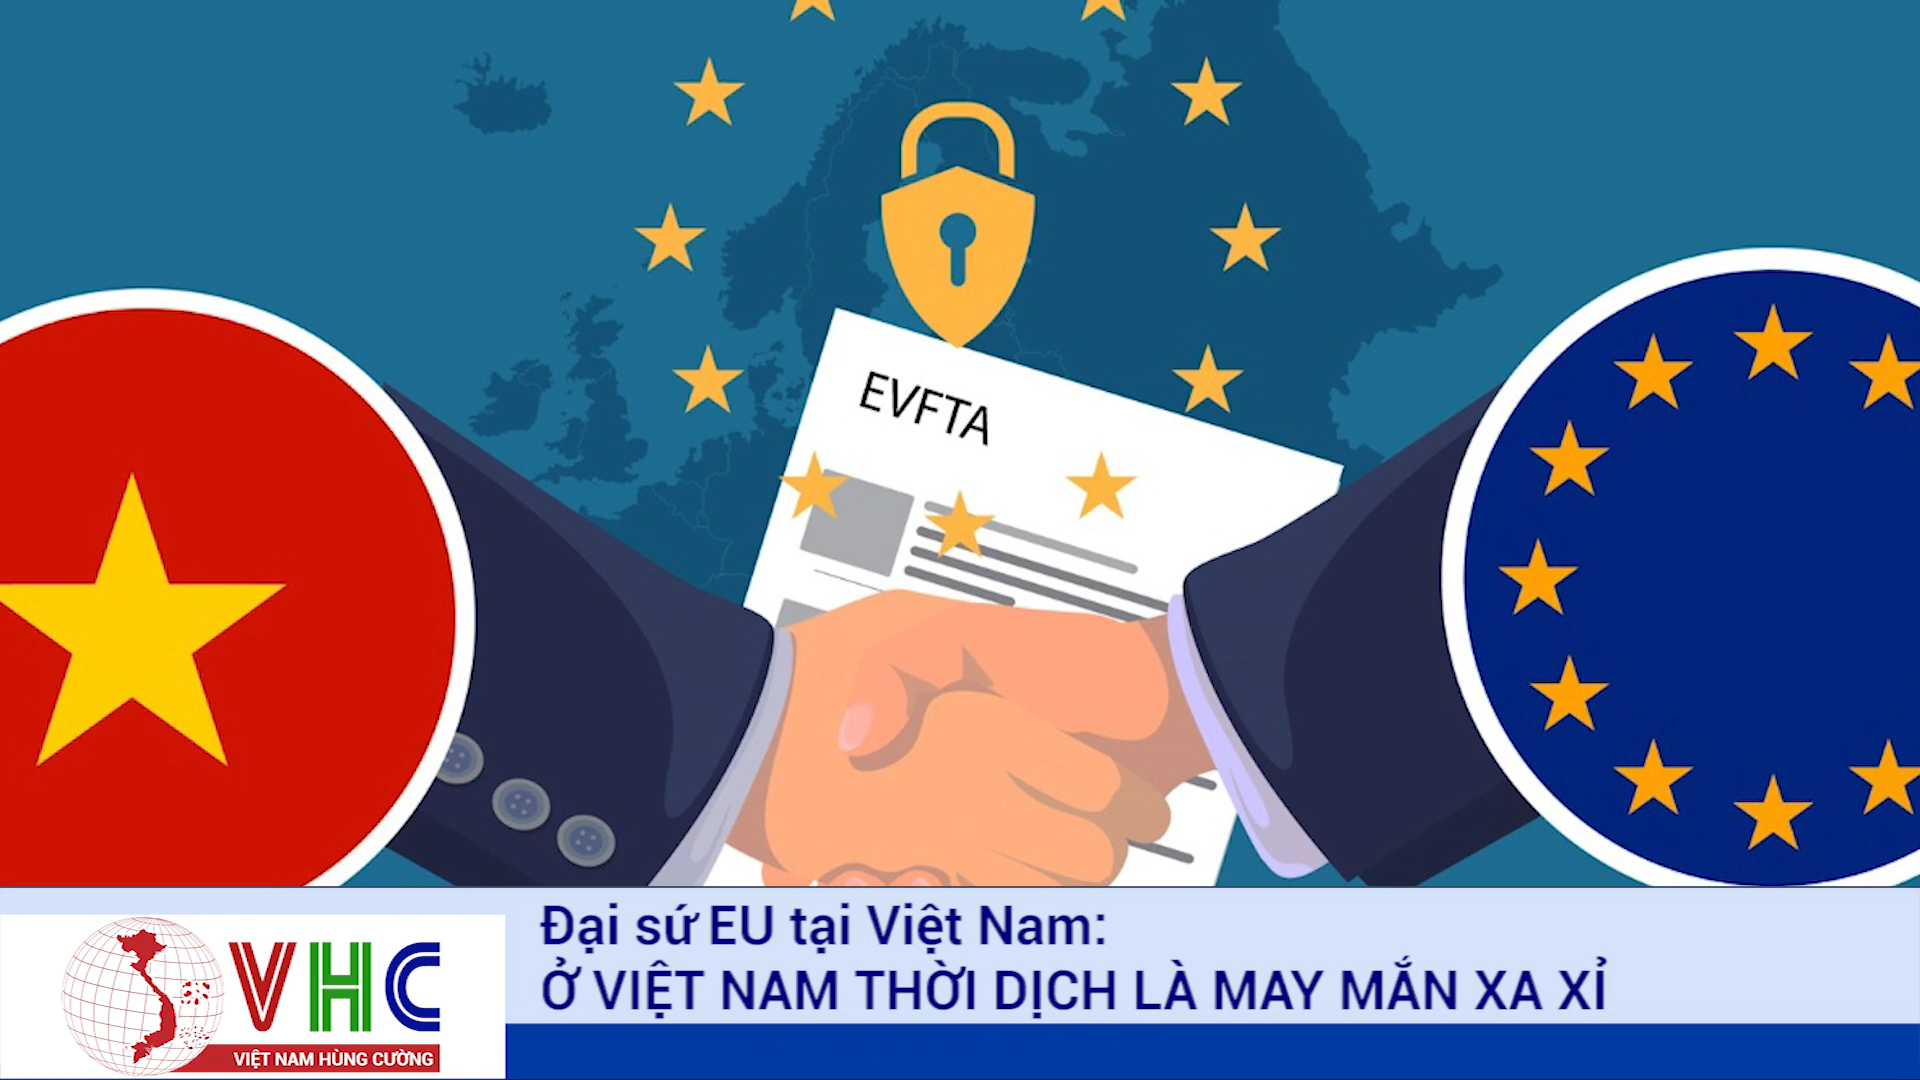 EVFTA
Đại sứ EU tại Việt Nam:
Ở VIỆT NAM THỜI DỊCH LÀ MAY MẮN XA XỈ
VHC
VIỆT NAM HÙNG CƯỜNG